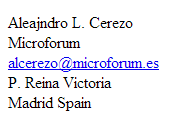 Aleajndro L. Cerezo
Microforum
alcerezo@microforum.es
P. Reina Victoria
Madrid Spain